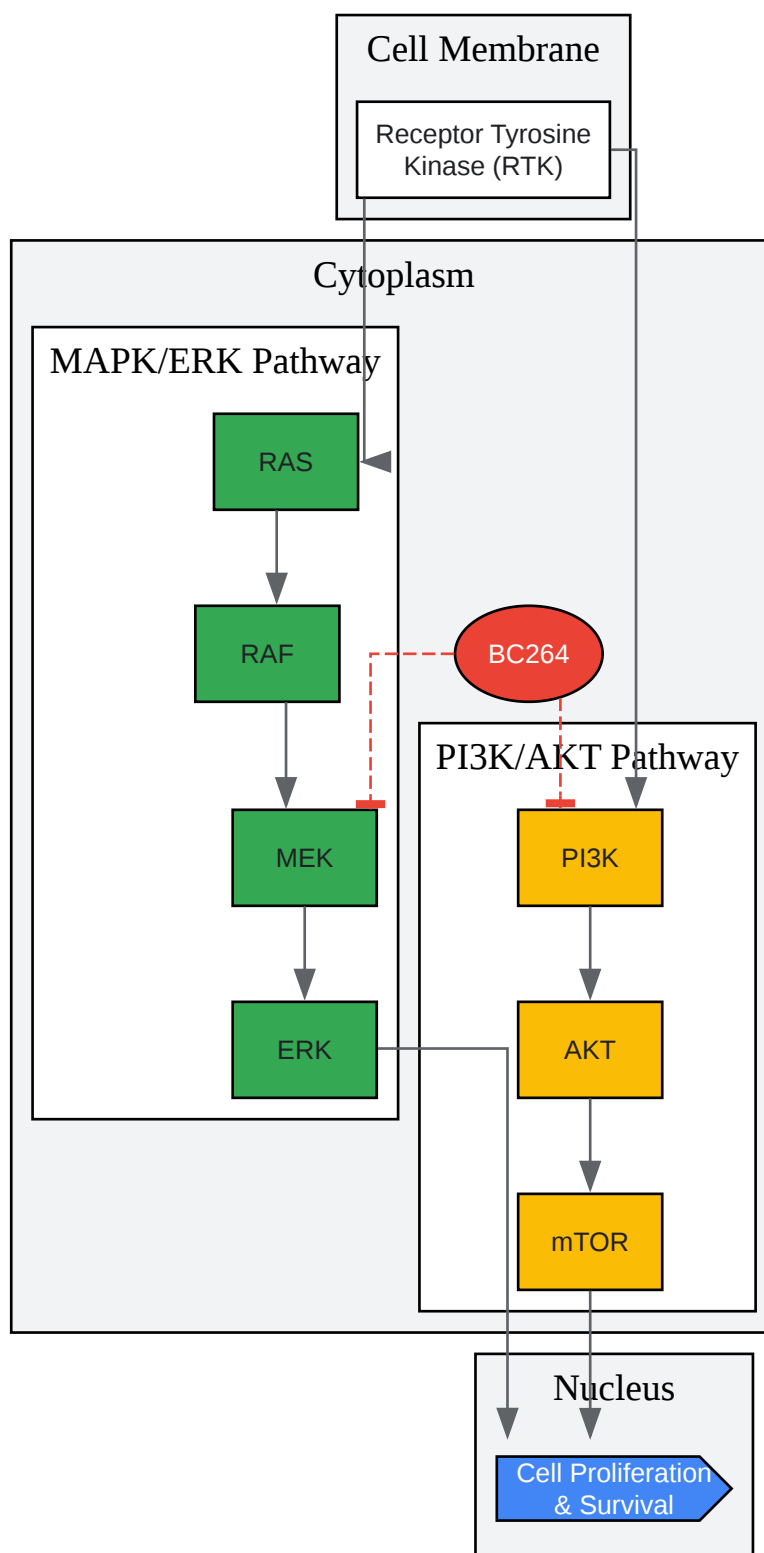 Cell Membrane
Receptor Tyrosine
Kinase (RTK)
Cytoplasm
MAPK/ERK Pathway
RAS
RAF
BC264
PI3K/AKT Pathway
MEK
PI3K
ERK
AKT
mTOR
Nucleus
Cell Proliferation
& Survival